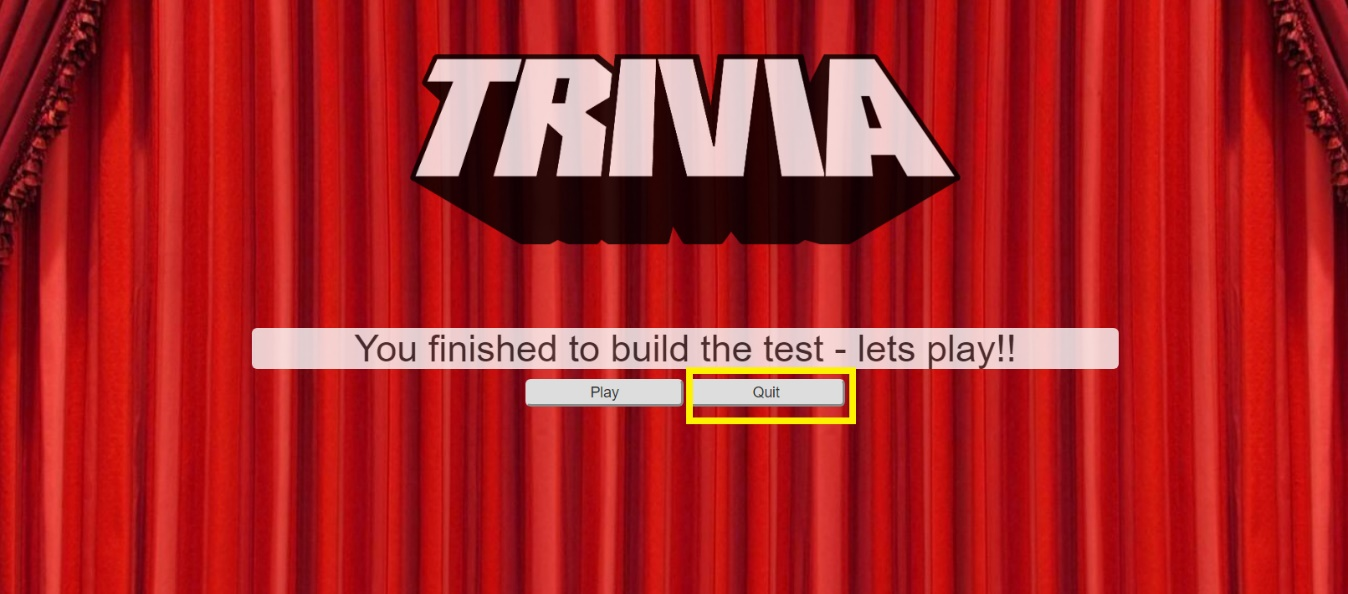 TRIVIA
You finished to build the test - lets play!!
Play
Quit